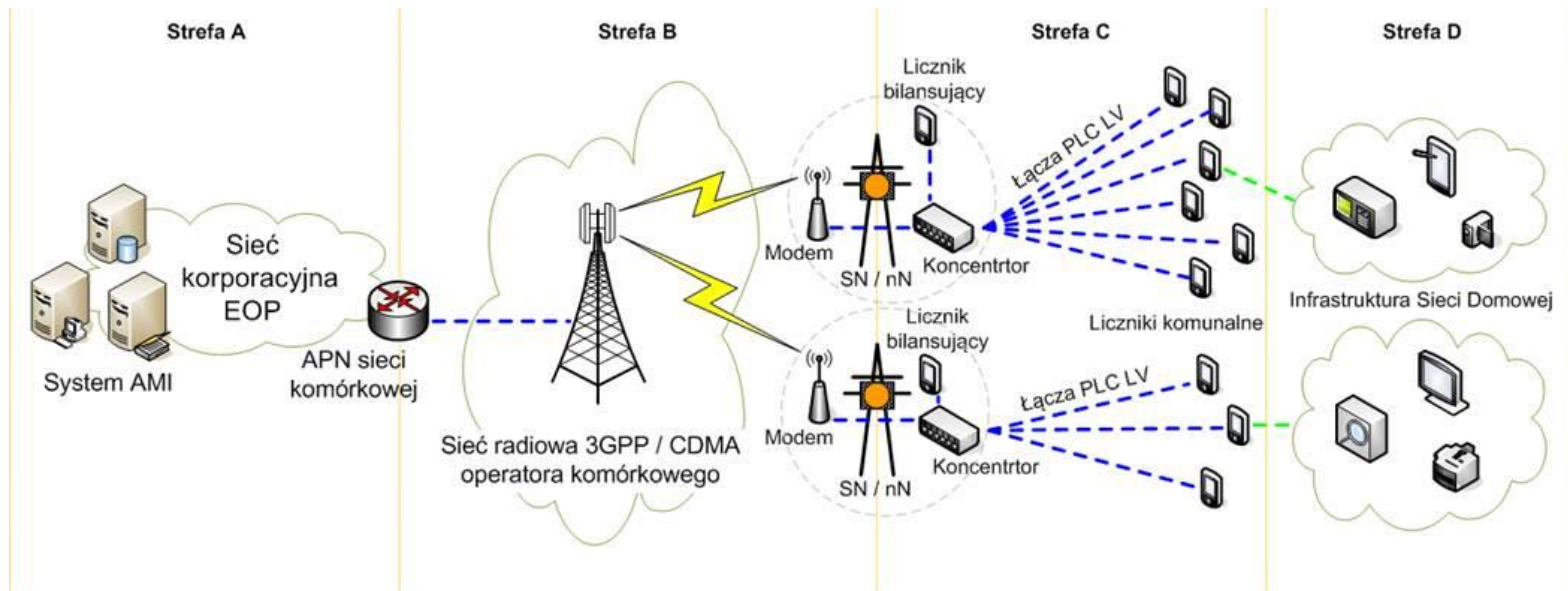 Strefa A
Strefa B
Strefa C
Strefa D
Sieć
korporacyjna
EOP
System AMI
APN sieci
komórkowej
Sieć radiowa 3GPP / CDMA
operatora komórkowego
Licznik
bilansujący
Modem
SN / nN
Koncentrtor
Łącza PLC LV
Liczniki komunalne
Infrastruktura Sieci Domowej
Licznik
bilansujący
Modem
SN / nN
Koncentrtor
Łącza PLC LV